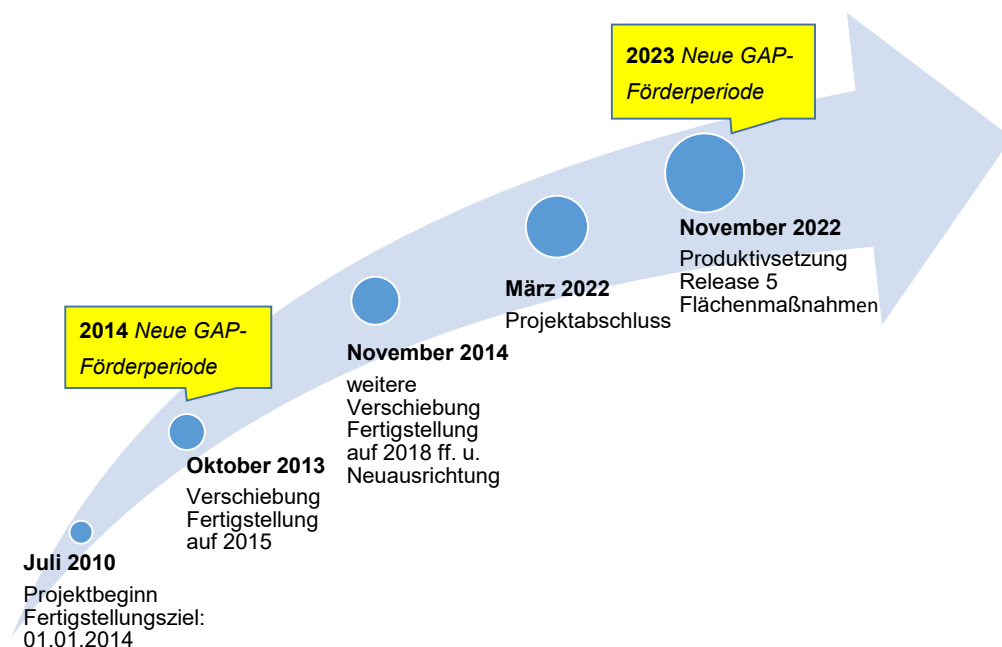 2023 Neue GAP-
Förderperiode
2014 Neue GAP-
Förderperiode
Juli 2010
Projektbeginn
Fertigstellungsziel:
01.01.2014
Oktober 2013
Verschiebung
Fertigstellung
auf 2015
November 2014
weitere
Verschiebung
Fertigstellung
auf 2018 ff. u.
Neuausrichtung
März 2022
Projektabschluss
November 2022
Produktivsetzung
Release 5
Flächenmaßnahmen